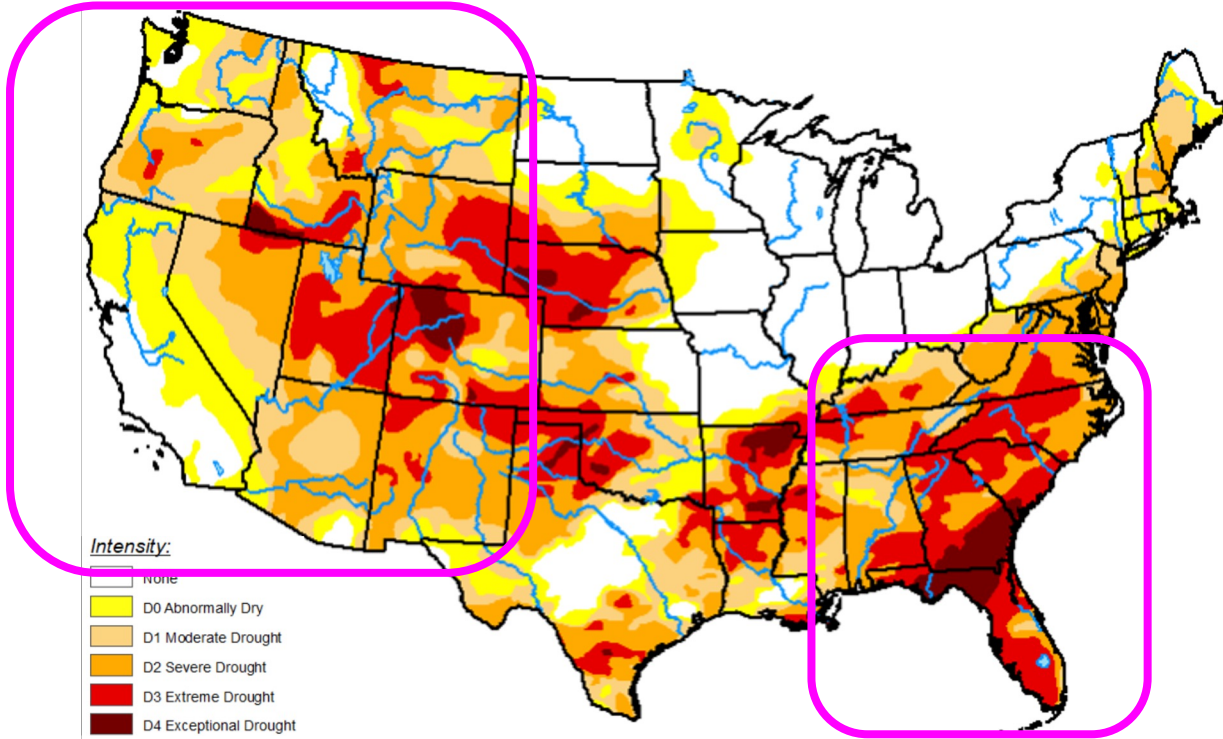 Intensity:
None
D0 Abnormally Dry
D1 Moderate Drought
D2 Severe Drought
D3 Extreme Drought
D4 Exceptional Drought